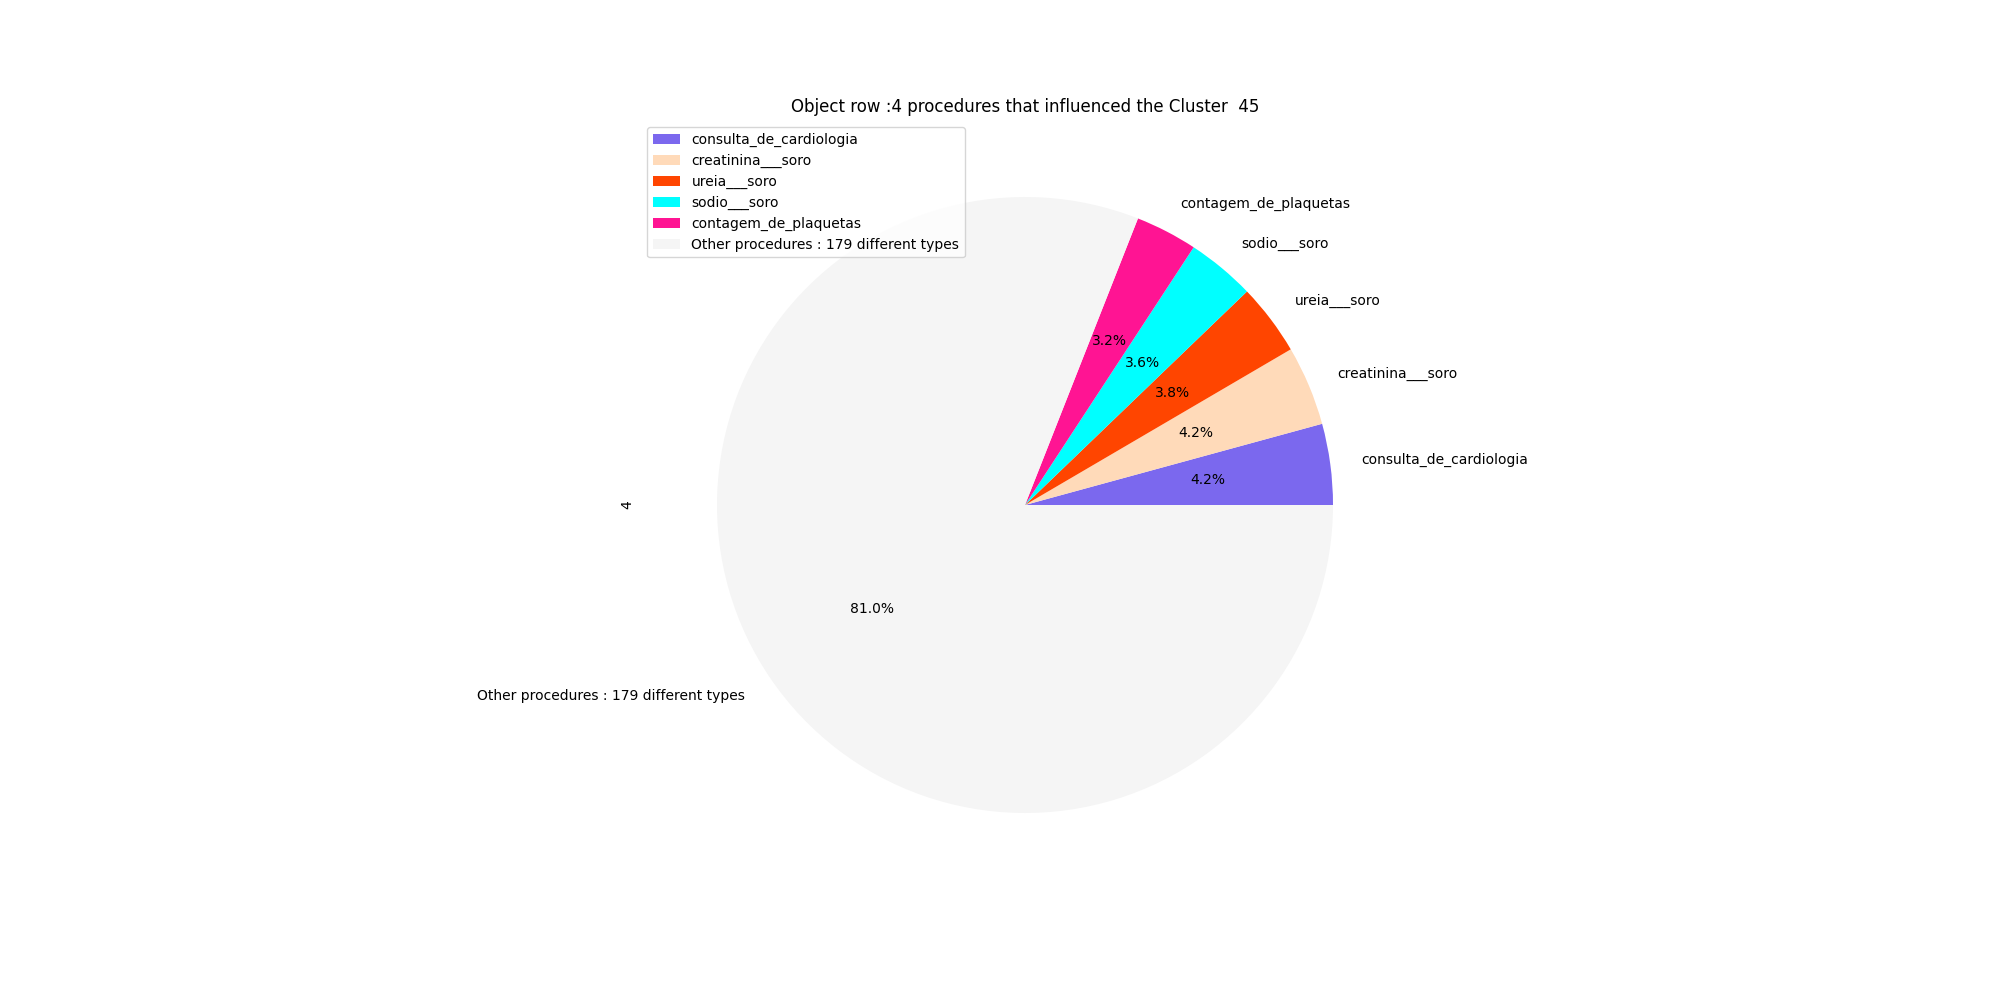 Object row :4 procedures that influenced the Cluster  45
consulta_de_cardiologia
creatinina___soro
ureia___soro
sodio___soro
contagem_de_plaquetas
Other procedures : 179 different types
contagem_de_plaquetas
sodio___soro
ureia___soro
creatinina___soro
consulta_de_cardiologia
3.2%
3.6%
3.8%
4.2%
4.2%
4
81.0%
Other procedures : 179 different types